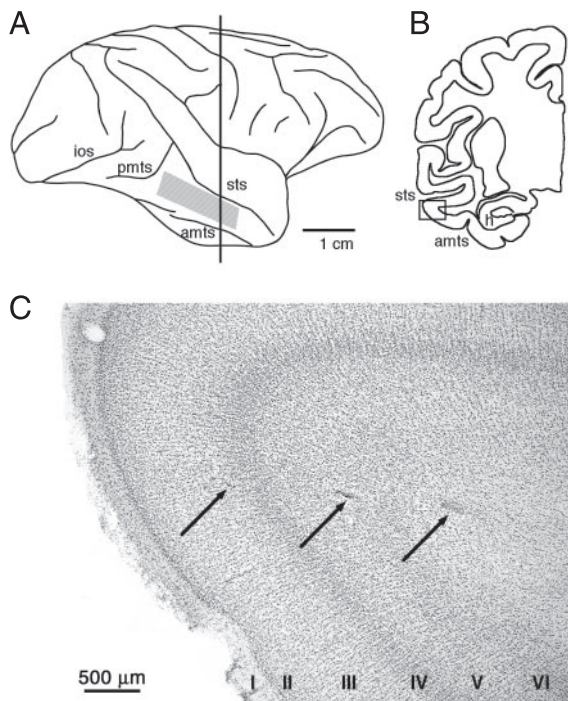 A
B
ios
pmts
sts
amts
1 cm
sts
h
amts
C
500 µm
I II III IV V VI